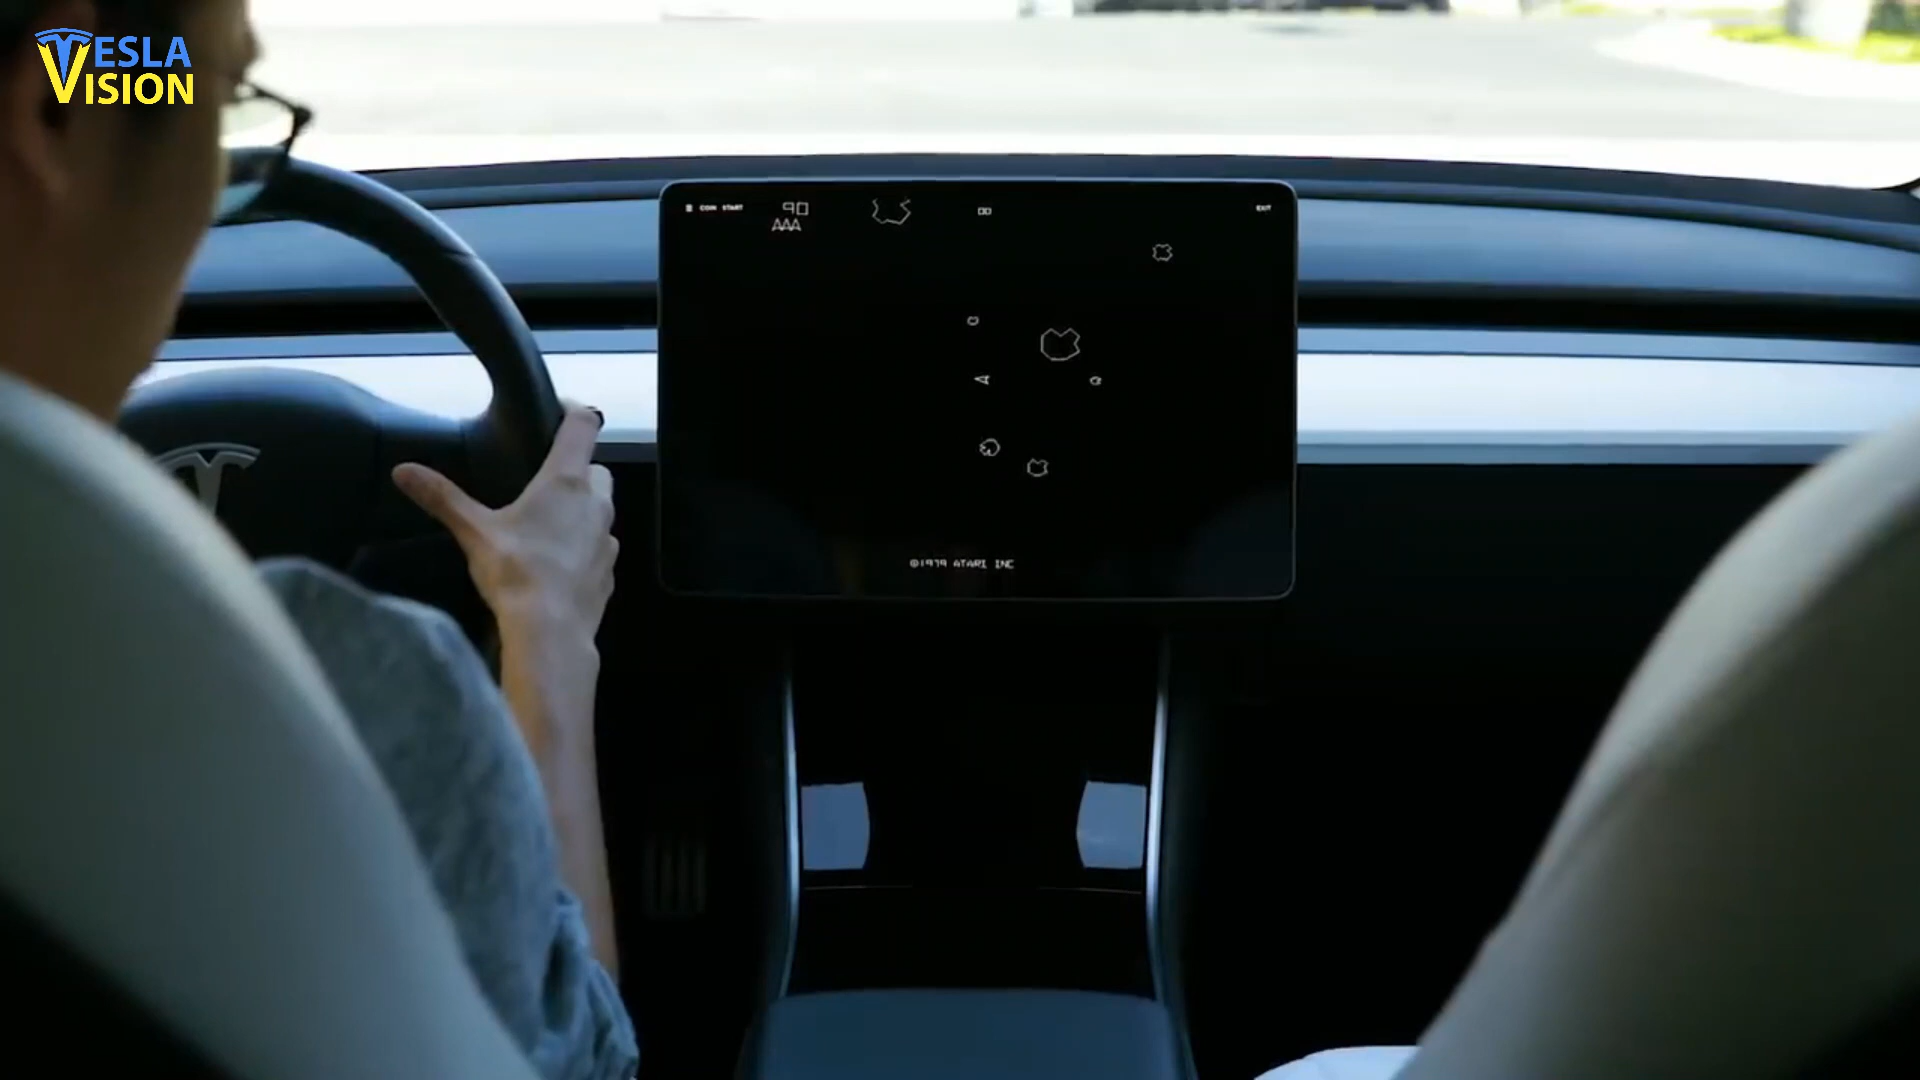 TESLA
VISION
COIN START
90
00
EXIT
AAA
©1979 ATARI INC